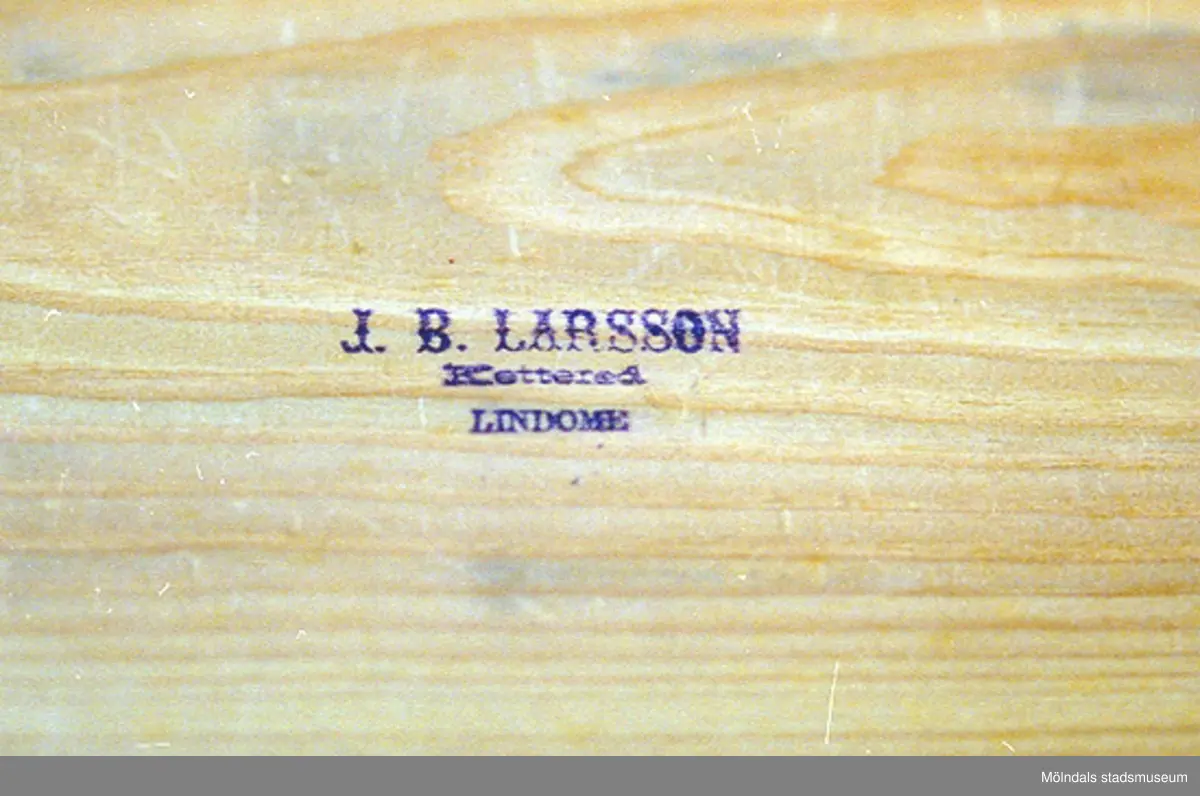 J. B. LARSSON
Kettered
LINDOME
Mölndals stadsmuseum